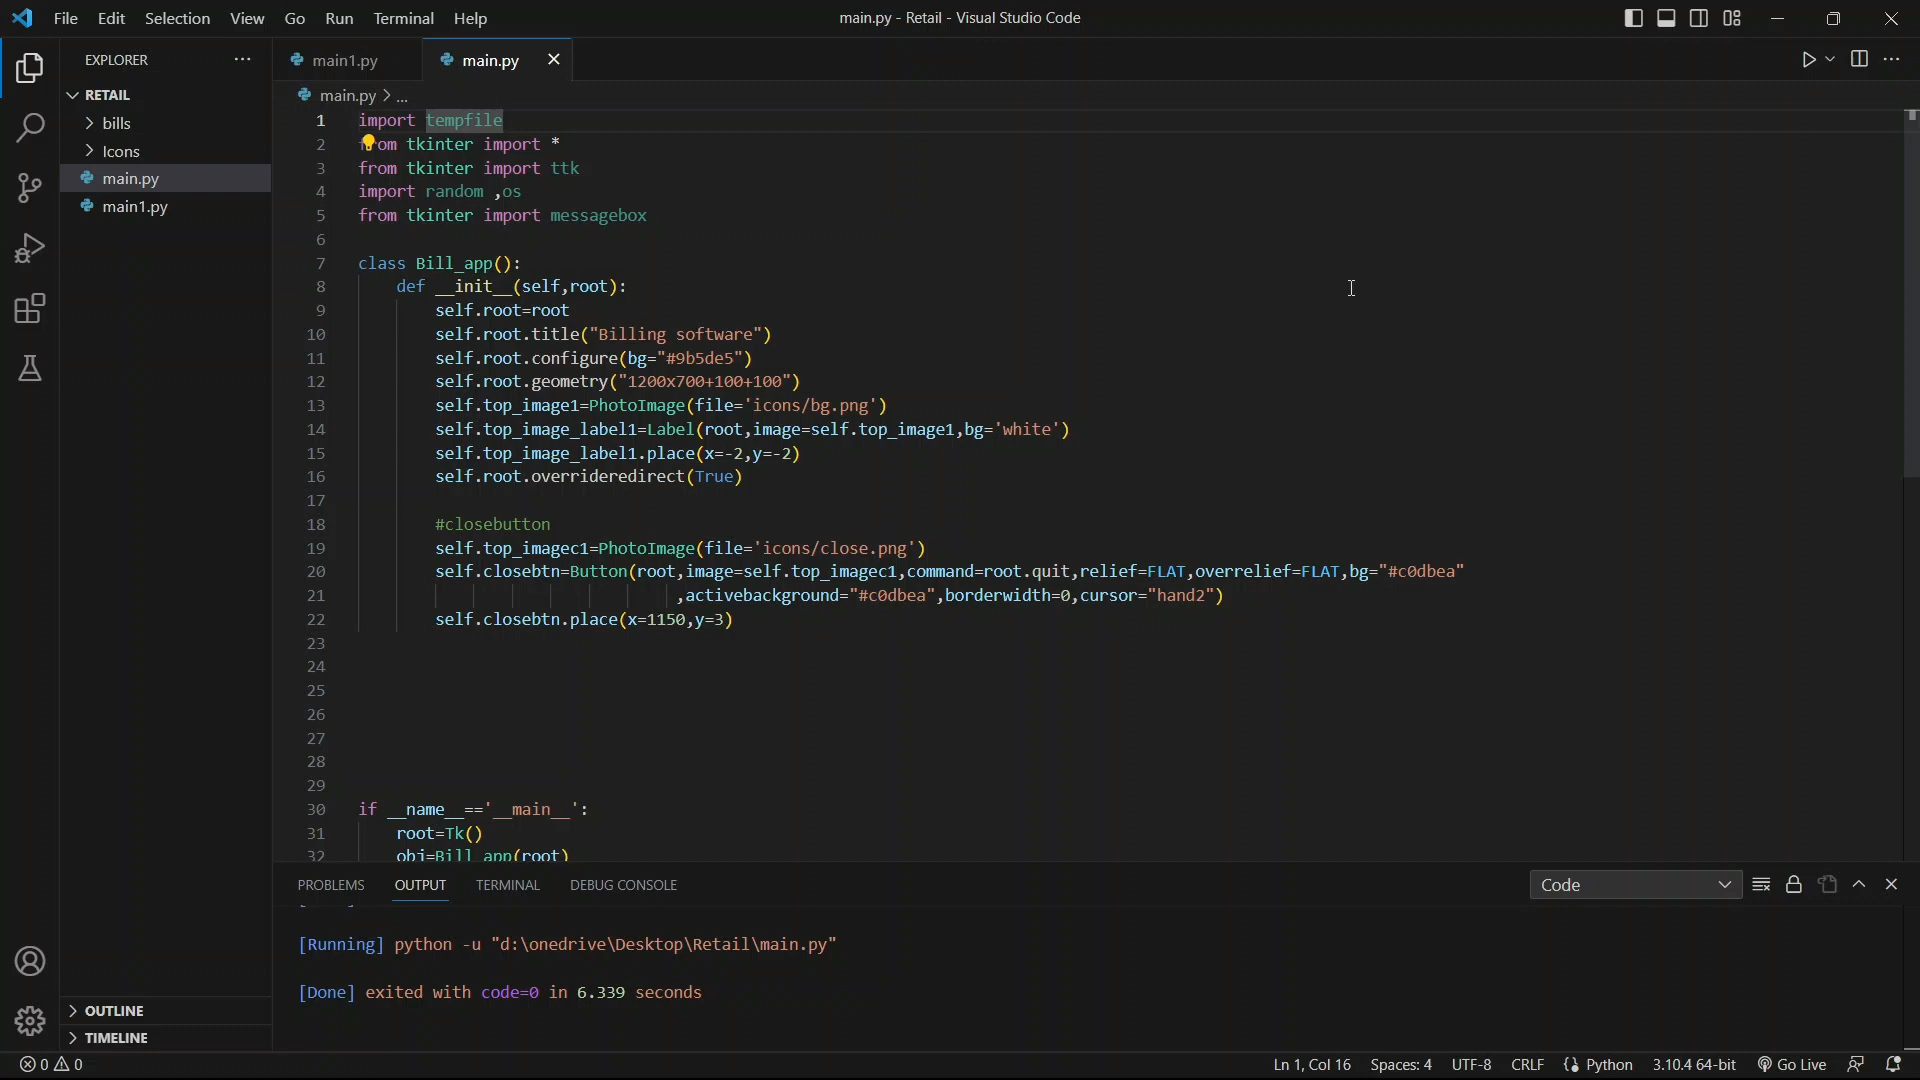 File Edit Selection View Go Run Terminal Help
main.py - Retail - Visual Studio Code
EXPLORER
RETAIL
bills
Icons
main.py
main1.py
OUTLINE
TIMELINE
main1.py
main.py
main.py > ...
1 import tempfile
2 from tkinter import *
3 from tkinter import ttk
4 import random ,os
5 from tkinter import messagebox
6
7 class Bill_app():
8 def __init__(self,root):
9 self.root=root
10 self.root.title("Billing software")
11 self.root.configure(bg="#9b5de5")
12 self.root.geometry("1200x700+100+100")
13 self.top_image1=PhotoImage(file='icons/bg.png')
14 self.top_image_label1=Label(root,image=self.top_image1,bg='white')
15 self.top_image_label1.place(x=-2,y=-2)
16 self.root.overrideredirect(True)
17
18 #closebutton
19 self.top_imagec1=PhotoImage(file='icons/close.png')
20 self.closebtn=Button(root,image=self.top_imagec1,command=root.quit,relief=FLAT,overrelief=FLAT,bg="#c0dbea"
21 ,activebackground="#c0dbea",borderwidth=0,cursor="hand2")
22 self.closebtn.place(x=1150,y=3)
23
24
25
26
27
28
29
30 if __name__=='__main__':
31 root=Tk()
32 obj=Bill_app(root)
PROBLEMS OUTPUT TERMINAL DEBUG CONSOLE
Code
[Running] python -u "d:\onedrive\Desktop\Retail\main.py"
[Done] exited with code=0 in 6.339 seconds
0 0
Ln 1, Col 16 Spaces: 4 UTF-8 CRLF Python 3.10.4 64-bit Go Live